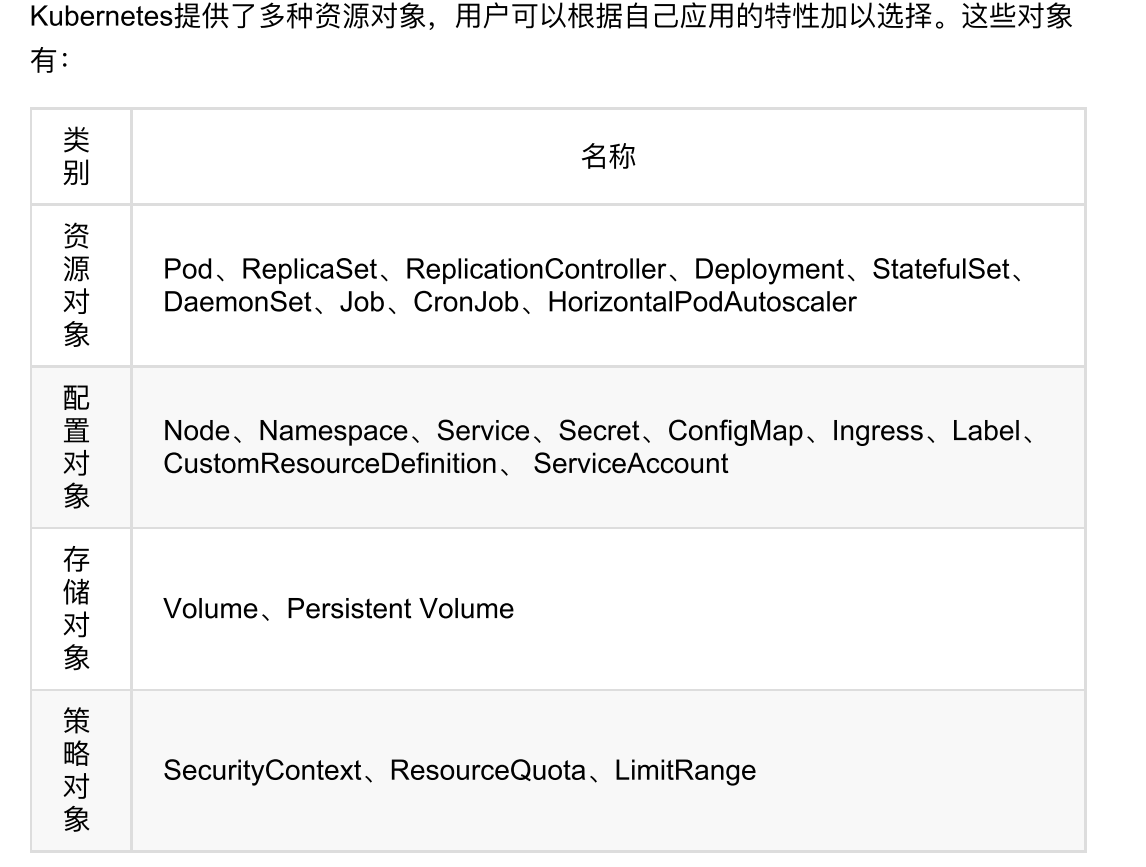 Kubernetes提供了多种资源对象，用户可以根据自己应用的特性加以选择。这些对象
有：
类
别
名称
资
源
对
象
Pod、ReplicaSet、ReplicationController、Deployment、StatefulSet、
DaemonSet、Job、CronJob、HorizontalPodAutoscaler
配
置
对
象
Node、Namespace、Service、Secret、ConfigMap、Ingress、Label、
CustomResourceDefinition、 ServiceAccount
存
储
对
象
Volume、Persistent Volume
策
略
对
象
SecurityContext、ResourceQuota、LimitRange